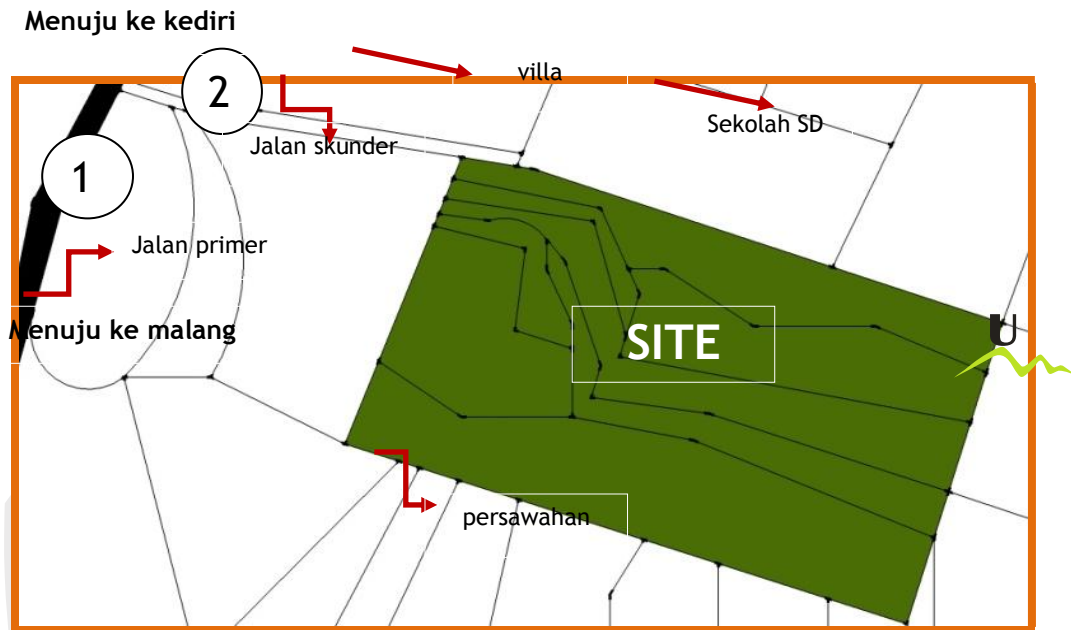 Menuju ke kediri
2
villa
Sekolah SD
Jalan skunder
1
Jalan primer
Menuju ke malang
SITE
U
persawahan